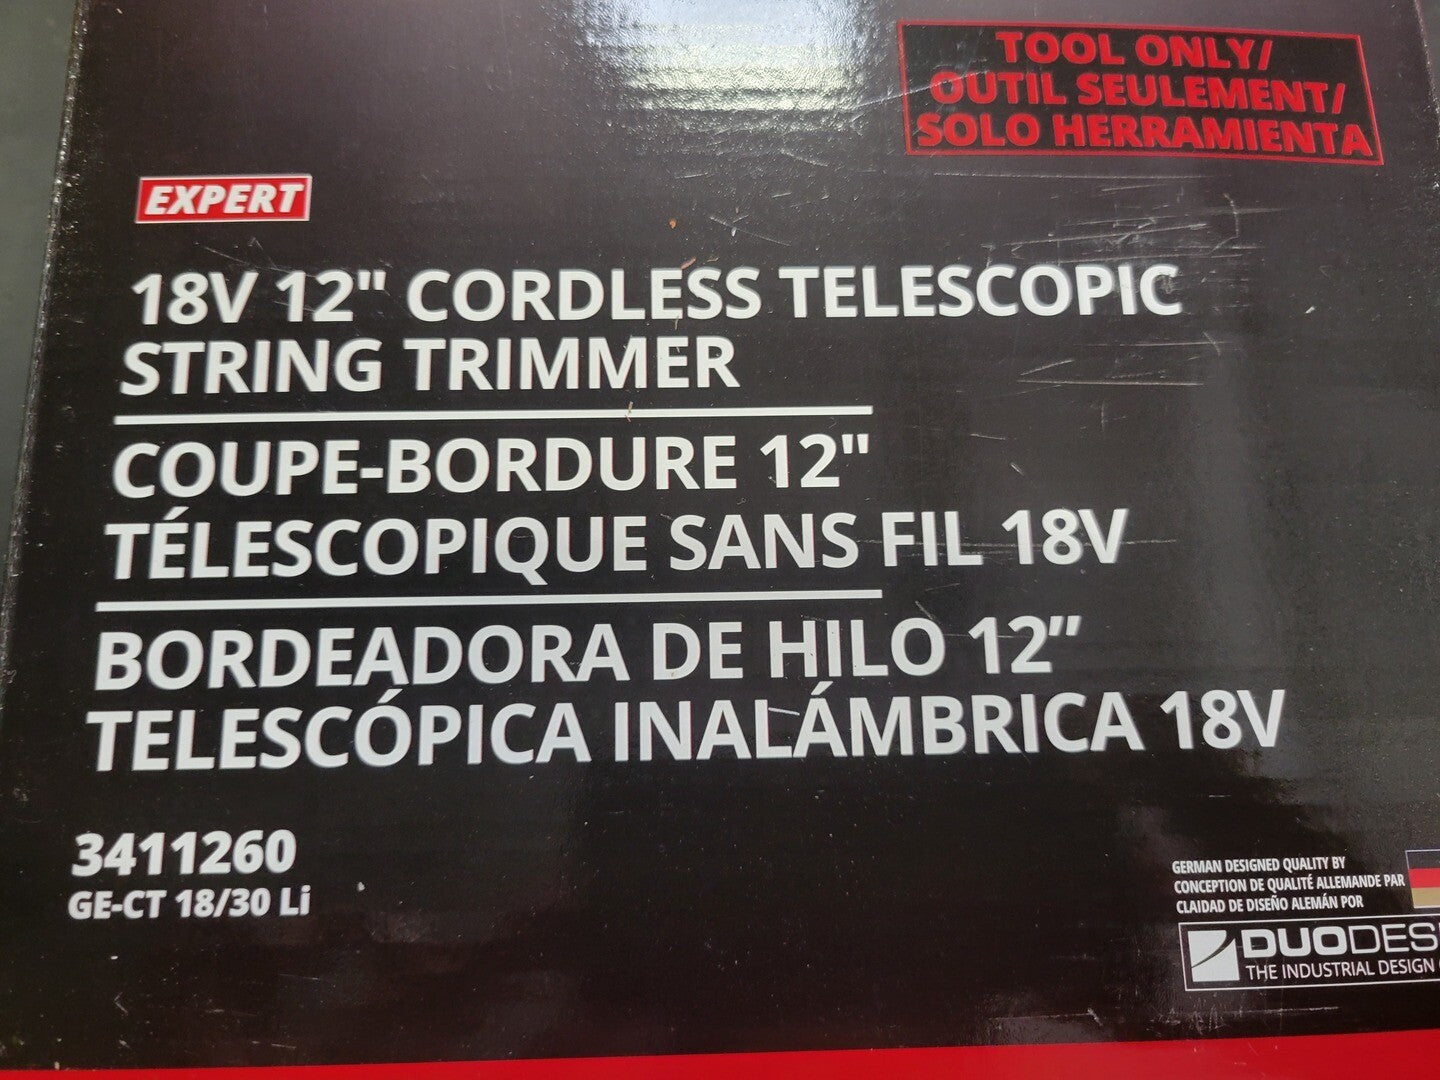 TOOL ONLY/
OUTIL SEULEMENT/
SOLO HERRAMIENTA
EXPERT
18V 12" CORDLESS TELESCOPIC
STRING TRIMMER
COUPE-BORDURE 12"
TÉLESCOPIQUE SANS FIL 18V
BORDEADORA DE HILO 12”
TELESCÓPICA INALÁMBRICA 18V
3411260
GE-CT 18/30 Li
GERMAN DESIGNED QUALITY BY
CONCEPTION DE QUALITÉ ALLEMANDE PAR
CLAIDAD DE DISEÑO ALEMÁN POR
DUODES
THE INDUSTRIAL DESIGN